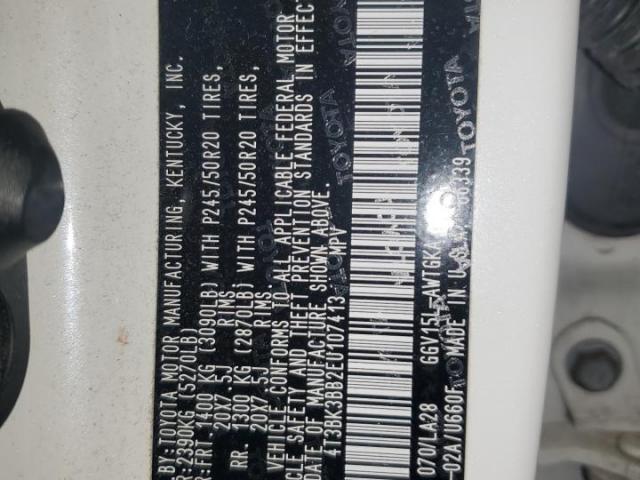 BY:TOYOTA MOTOR MANUFACTURING, KENTUCKY, INC.
R:2390KG (5270LB)
R:FRT. 1400 KG (3090LB) WITH P245/50R20 TIRES,
20X7.5J RIMS
RR. 1300 KG (2870LB) WITH P245/50R20 TIRES,
20X7.5J RIMS
VEHICLE CONFORMS TO ALL APPLICABLE FEDERAL MOTOR
SAFETY AND THEFT PREVENTION STANDARDS IN EFFECT
DATE OF MANUFACTURE SHOWN ABOVE.
4T3BK3BB2EU107413 MPV
070/LA28 GGV15L-AWTGKA
-02A/U660F MADE IN U.S.A.
TOYOTA